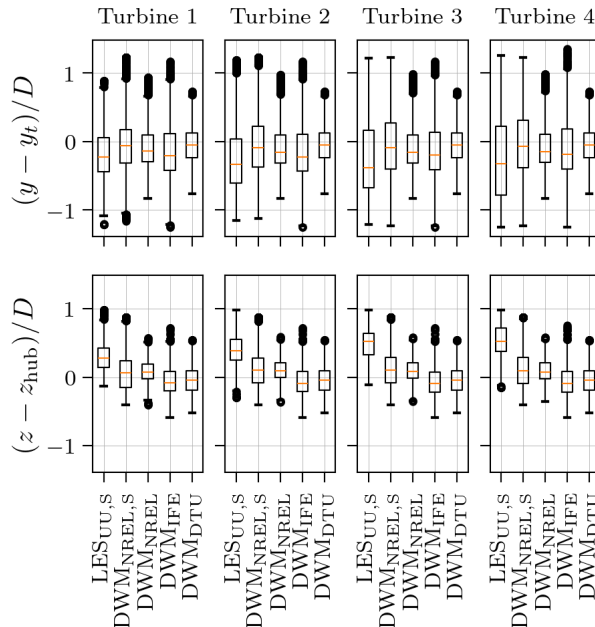 Turbine 1 Turbine 2 Turbine 3 Turbine 4
(y − y_t)/D
1
0
−1
(z − z_hub)/D
1
0
−1
LES_UU,S DWM_NREL,S DWM_NREL DWM_IFE DWM_DTU LES_UU,S DWM_NREL,S DWM_NREL DWM_IFE DWM_DTU LES_UU,S DWM_NREL,S DWM_NREL DWM_IFE DWM_DTU LES_UU,S DWM_NREL,S DWM_NREL DWM_IFE DWM_DTU